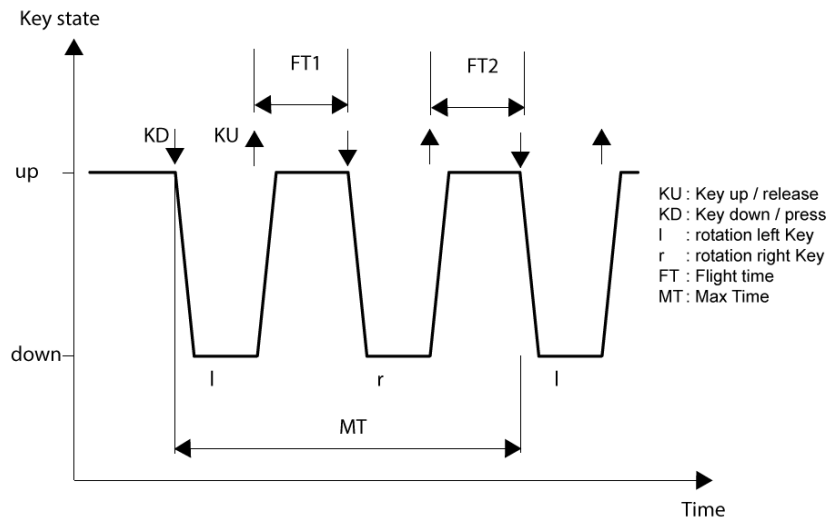 Key state
FT1
FT2
KD
KU
up
KU : Key up / release
KD : Key down / press
l : rotation left Key
r : rotation right Key
FT : Flight time
MT : Max Time
down
l
r
l
MT
Time